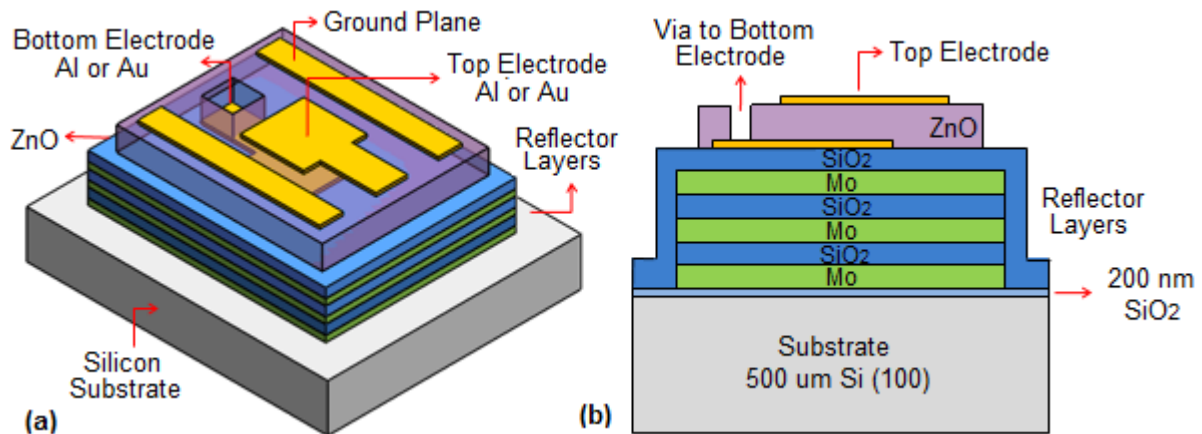 Ground Plane
Bottom Electrode
Al or Au
Top Electrode
Al or Au
ZnO
Reflector
Layers
Silicon
Substrate
(a)
Via to Bottom
Electrode
Top Electrode
ZnO
SiO2
Mo
SiO2
Mo
SiO2
Mo
Reflector
Layers
200 nm
SiO2
Substrate
500 um Si (100)
(b)